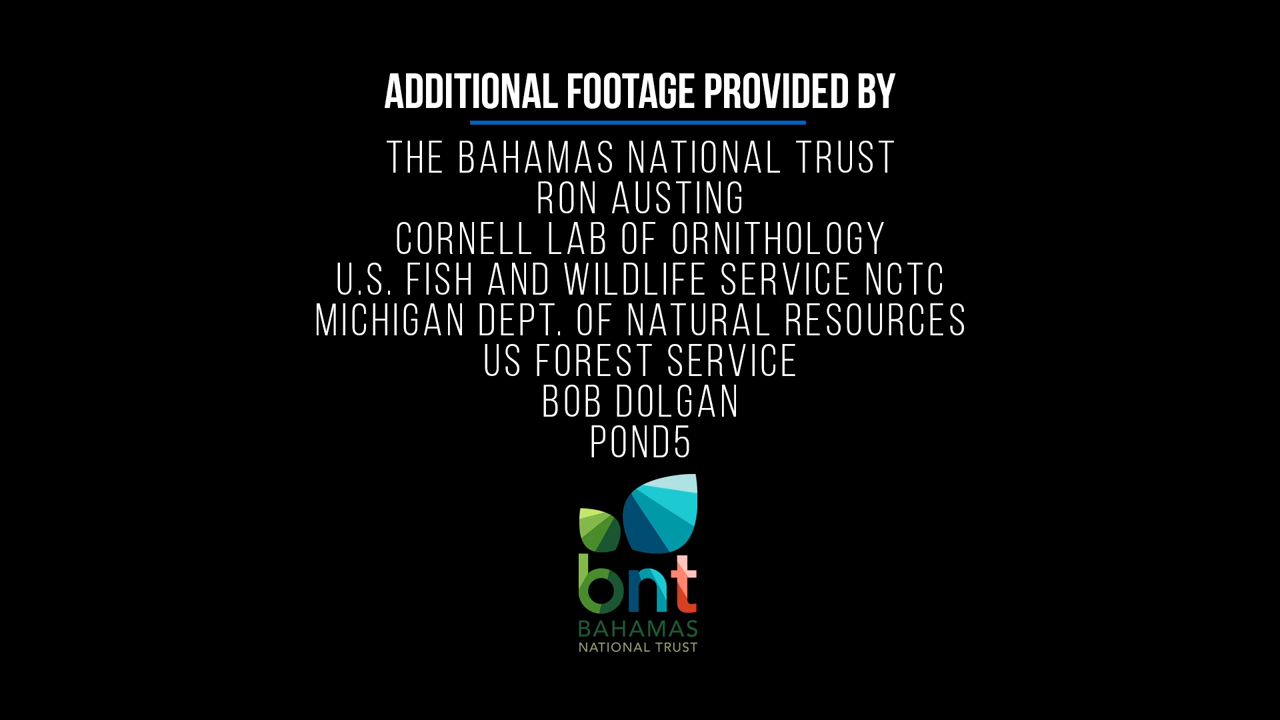 ADDITIONAL FOOTAGE PROVIDED BY
THE BAHAMAS NATIONAL TRUST
RON AUSTING
CORNELL LAB OF ORNITHOLOGY
U.S. FISH AND WILDLIFE SERVICE NCTC
MICHIGAN DEPT. OF NATURAL RESOURCES
US FOREST SERVICE
BOB DOLGAN
POND5
bnt
BAHAMAS
NATIONAL TRUST